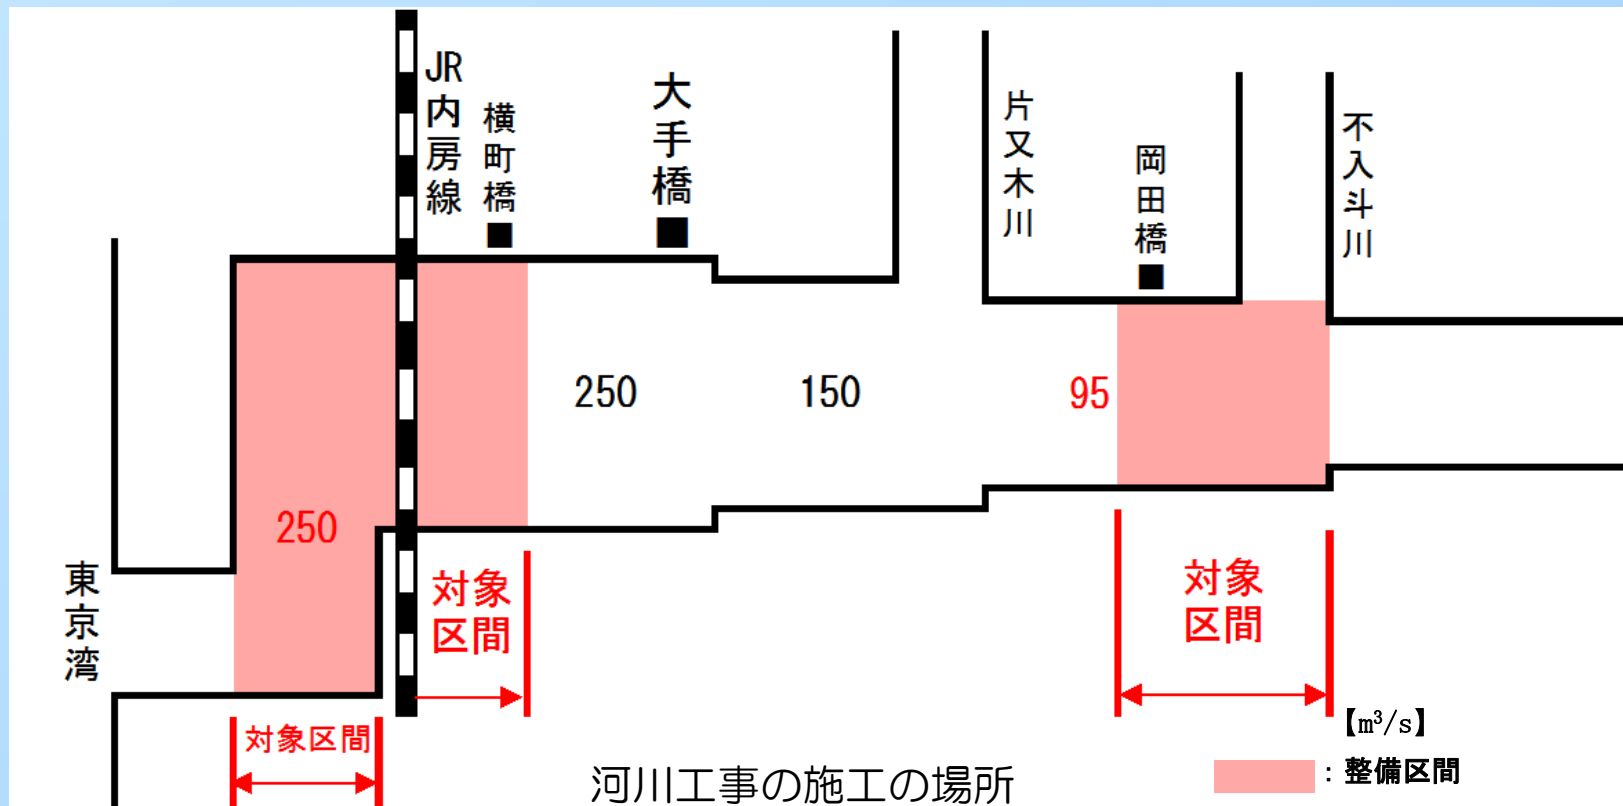 JR内房線
横町橋■
大手橋■
片又木川
岡田橋■
不入斗川
250
150
95
250
東京湾
対象
区間
対象
区間
対象区間
【m³/s】
：整備区間
河川工事の施工の場所